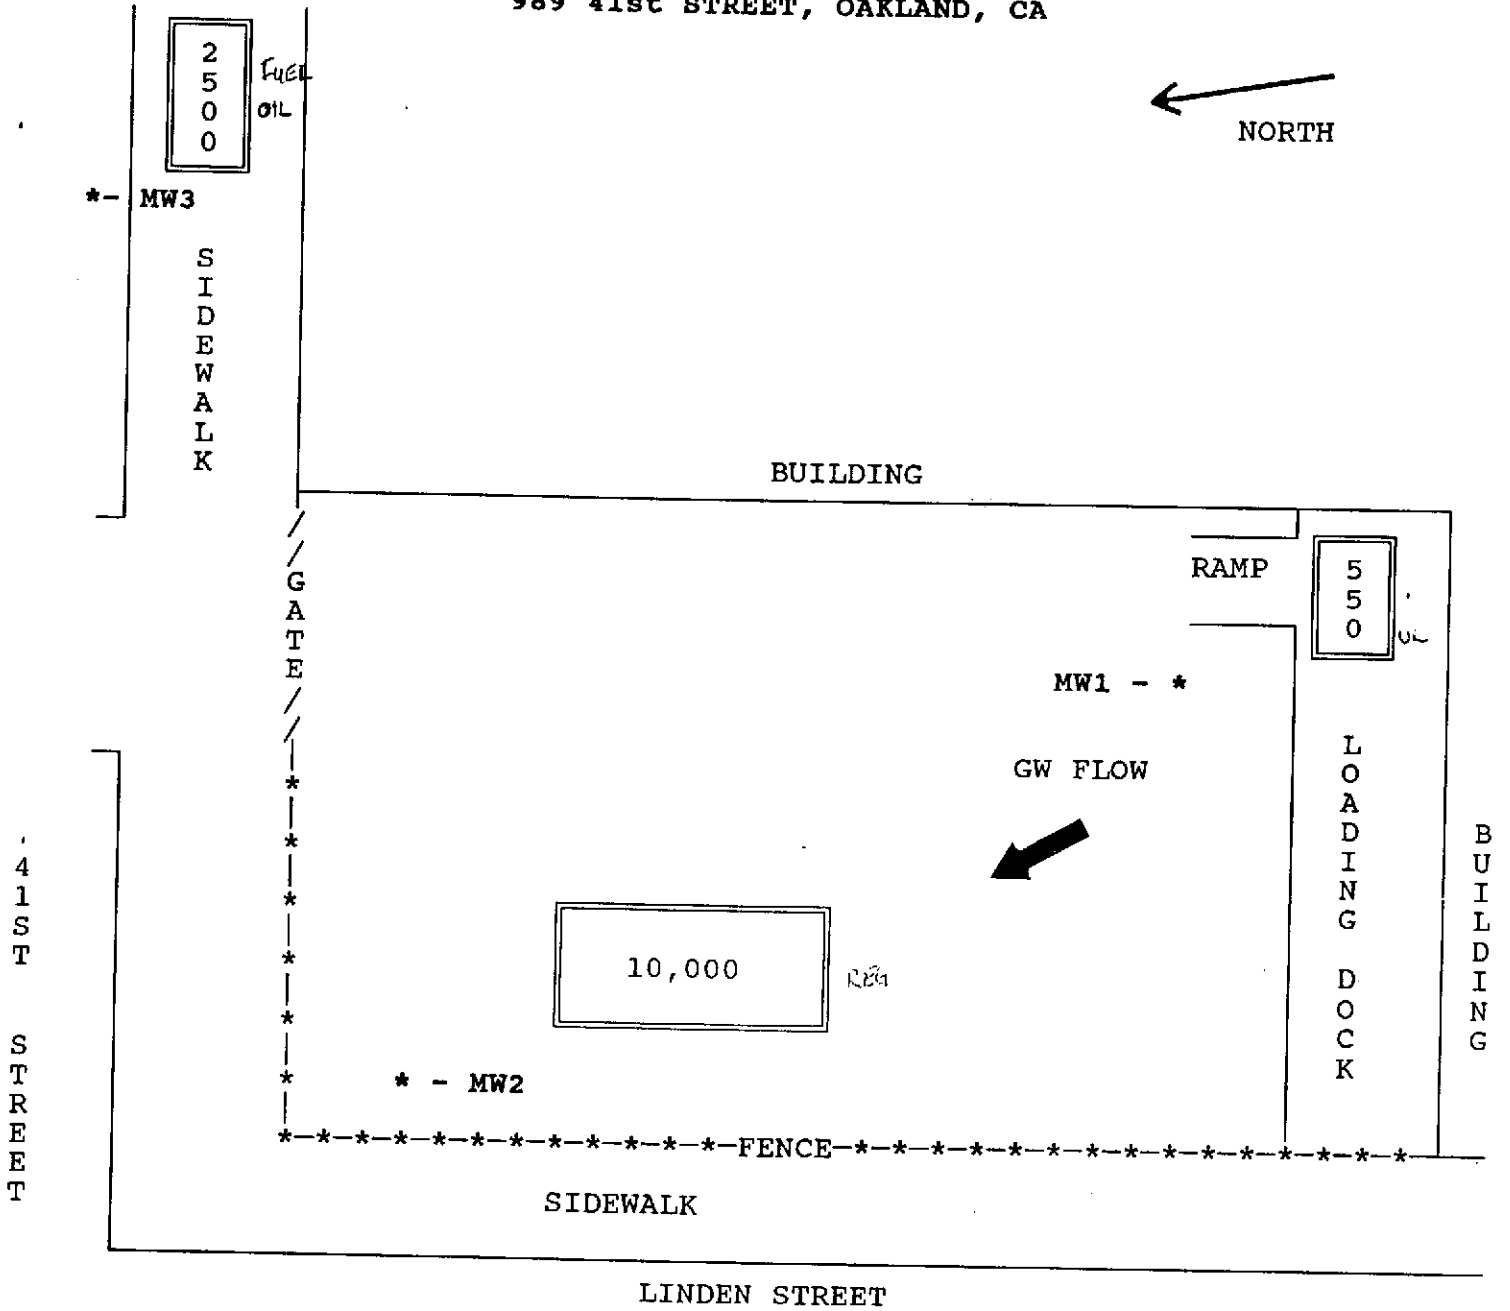 989 41st STREET, OAKLAND, CA
2500
FUEL
OIL
NORTH
*- MW3
SIDEWALK
BUILDING
//GATE//
RAMP
550
MW1 - *
GW FLOW
LOADING DOCK
BUILDING
41ST STREET
10,000
REG
* - MW2
*-*-*-*-*-*-*-*-*-*-*-*-FENCE-*-*-*-*-*-*-*-*-*-*-*-*-*-*-*
SIDEWALK
LINDEN STREET